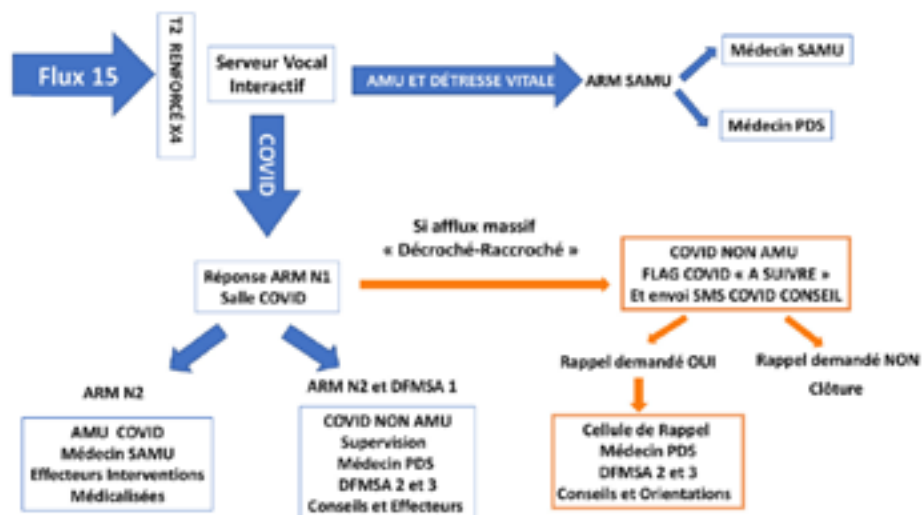 Flux 15
T2 RENFORCÉ X4
Serveur Vocal
Interactif
AMU ET DÉTRESSE VITALE
ARM SAMU
Médecin SAMU
Médecin PDS
COVID
Si afflux massif
« Décroché-Raccroché »
Réponse ARM N1
Salle COVID
COVID NON AMU
FLAG COVID « A SUIVRE »
Et envoi SMS COVID CONSEIL
Rappel demandé OUI
Rappel demandé NON
Clôture
ARM N2
AMU COVID
Médecin SAMU
Effecteurs Interventions
Médicalisées
ARM N2 et DFMSA 1
COVID NON AMU
Supervision
Médecin PDS
DFMSA 2 et 3
Conseils et Effecteurs
Cellule de Rappel
Médecin PDS
DFMSA 2 et 3
Conseils et Orientations